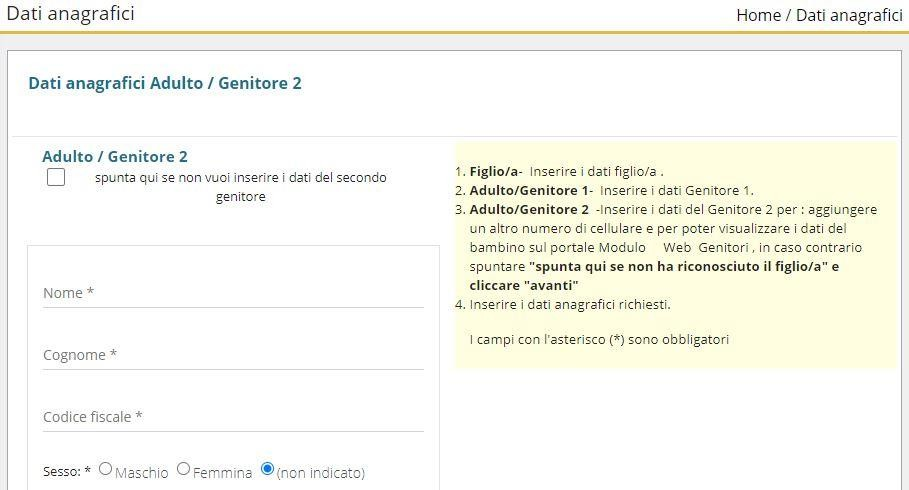 Dati anagrafici
Home / Dati anagrafici
Dati anagrafici Adulto / Genitore 2
Adulto / Genitore 2
spunta qui se non vuoi inserire i dati del secondo
genitore
Nome *
Cognome *
Codice fiscale *
Sesso: * Maschio Femmina (non indicato)
1. Figlio/a- Inserire i dati figlio/a .
2. Adulto/Genitore 1- Inserire i dati Genitore 1.
3. Adulto/Genitore 2 -Inserire i dati del Genitore 2 per : aggiungere
un altro numero di cellulare e per poter visualizzare i dati del
bambino sul portale Modulo Web Genitori , in caso contrario
spuntare "spunta qui se non ha riconosciuto il figlio/a" e
cliccare "avanti"
4. Inserire i dati anagrafici richiesti.
I campi con l'asterisco (*) sono obbligatori